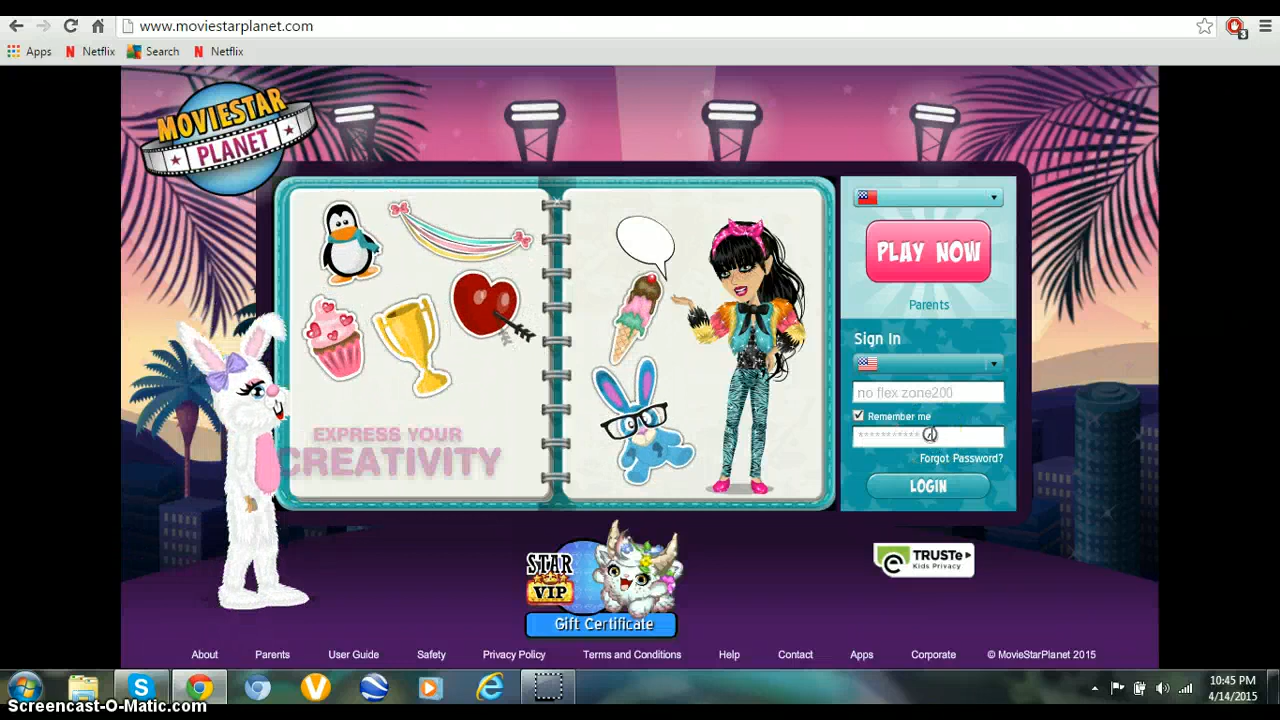 www.moviestarplanet.com
3
Apps
Netflix
Search
Netflix
MOVIESTAR
PLANET
PLAY NOW
Parents
Sign In
no flex zone200
Remember me
***********
Forgot Password?
LOGIN
EXPRESS YOUR
CREATIVITY
TRUSTe
Kids Privacy
STAR
VIP
Gift Certificate
About
Parents
User Guide
Safety
Privacy Policy
Terms and Conditions
Help
Contact
Apps
Corporate
© MovieStarPlanet 2015
10:45 PM
4/14/2015
Screencast-O-Matic.com